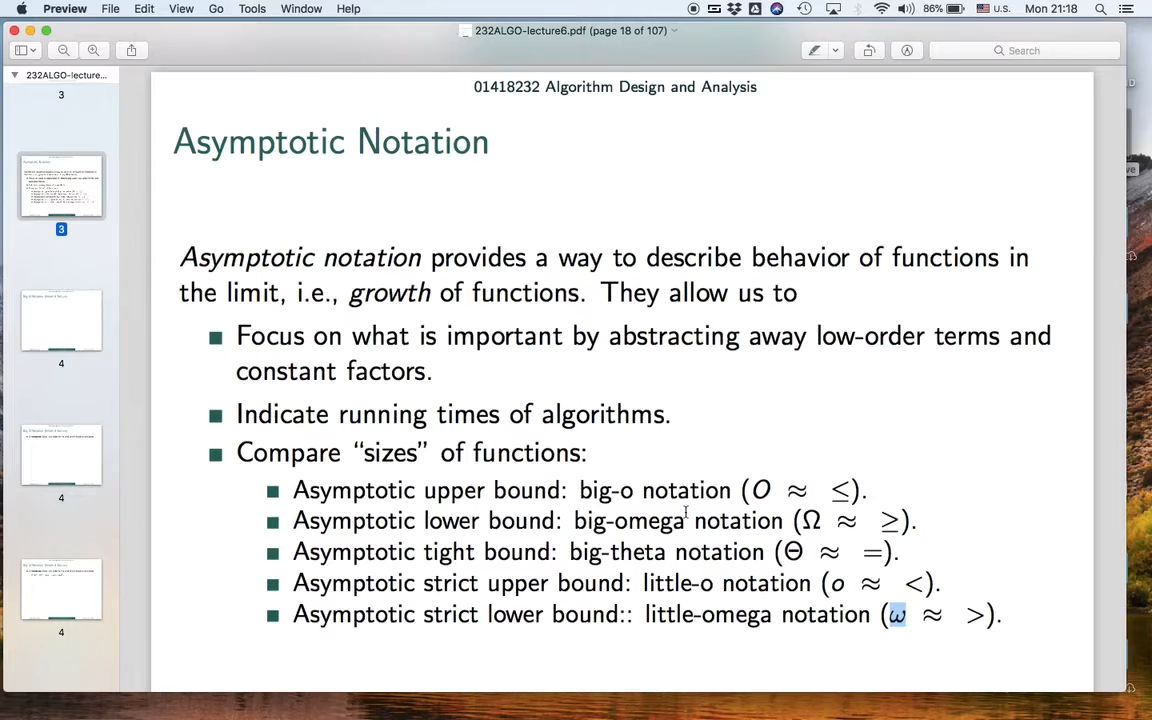 Preview File Edit View Go Tools Window Help 86% U.S. Mon 21:18
232ALGO-lecture6.pdf (page 18 of 107)
Search
232ALGO-lecture...
3
3
4
4
4
01418232 Algorithm Design and Analysis
Asymptotic Notation
Asymptotic notation provides a way to describe behavior of functions in
the limit, i.e., growth of functions. They allow us to
Focus on what is important by abstracting away low-order terms and
constant factors.
Indicate running times of algorithms.
Compare “sizes” of functions:
Asymptotic upper bound: big-o notation (O ≈ ≤).
Asymptotic lower bound: big-omega notation (Ω ≈ ≥).
Asymptotic tight bound: big-theta notation (Θ ≈ =).
Asymptotic strict upper bound: little-o notation (o ≈ <).
Asymptotic strict lower bound:: little-omega notation (ω ≈ >).